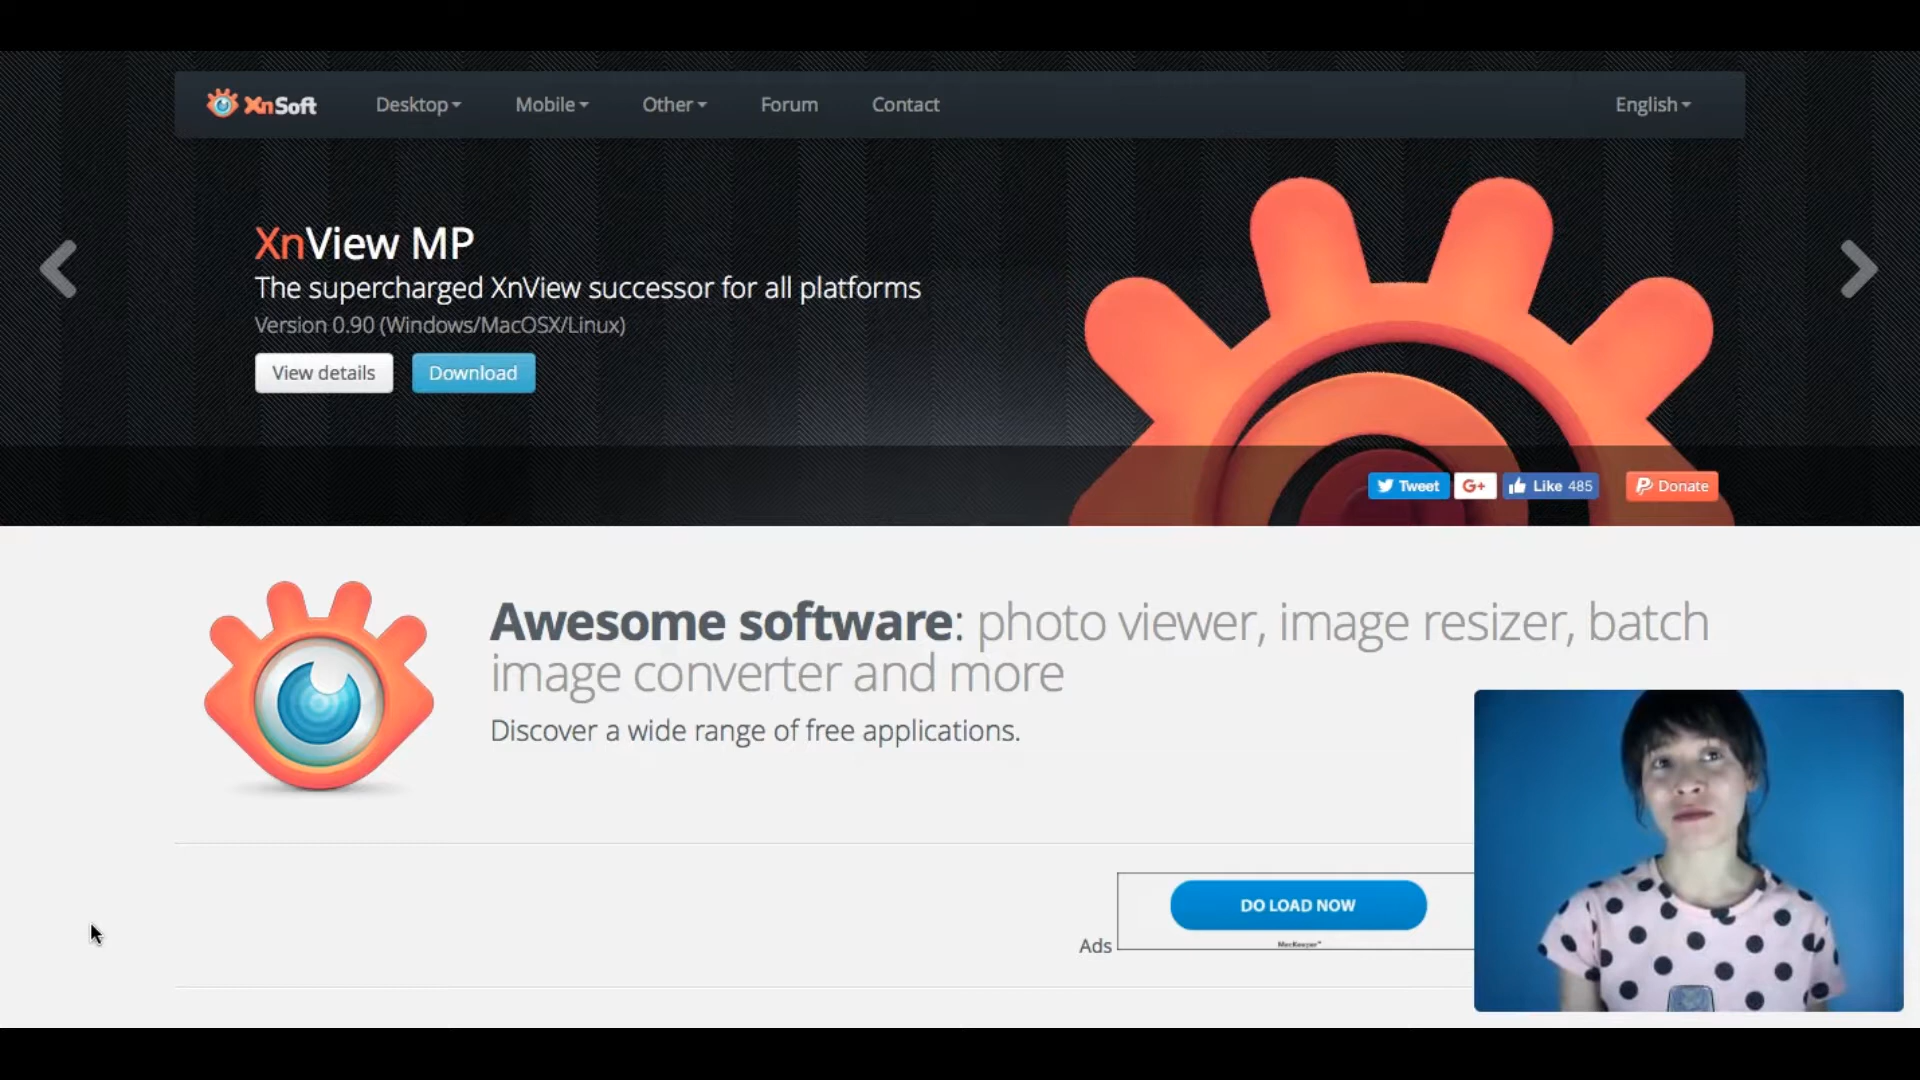 XnSoft Desktop Mobile Other Forum Contact English
XnView MP
The supercharged XnView successor for all platforms
Version 0.90 (Windows/MacOSX/Linux)
View details Download
Tweet G+ Like 485 Donate
Awesome software: photo viewer, image resizer, batch
image converter and more
Discover a wide range of free applications.
DO LOAD NOW
Ads MacKeeper™